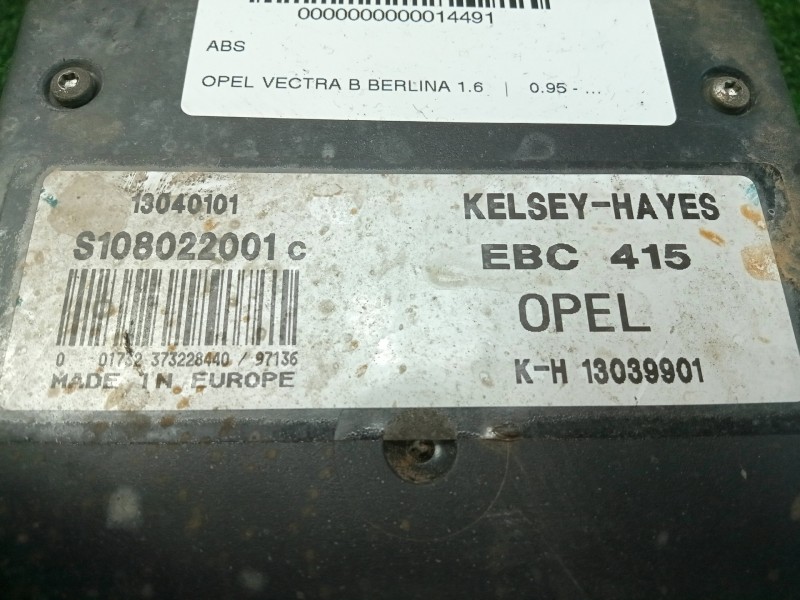 0000000000014491
ABS
OPEL VECTRA B BERLINA 1.6 | 0.95 - ...
13040101
S108022001 C
0 01732 373228440 / 97136
MADE IN EUROPE
KELSEY-HAYES
EBC 415
OPEL
K-H 13039901